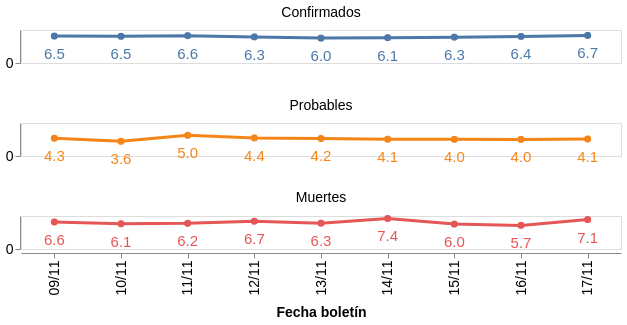 Confirmados
0
6.5 6.5 6.6 6.3 6.0 6.1 6.3 6.4 6.7
Probables
0
4.3 3.6 5.0 4.4 4.2 4.1 4.0 4.0 4.1
Muertes
0
6.6 6.1 6.2 6.7 6.3 7.4 6.0 5.7 7.1
09/11 10/11 11/11 12/11 13/11 14/11 15/11 16/11 17/11
Fecha boletín